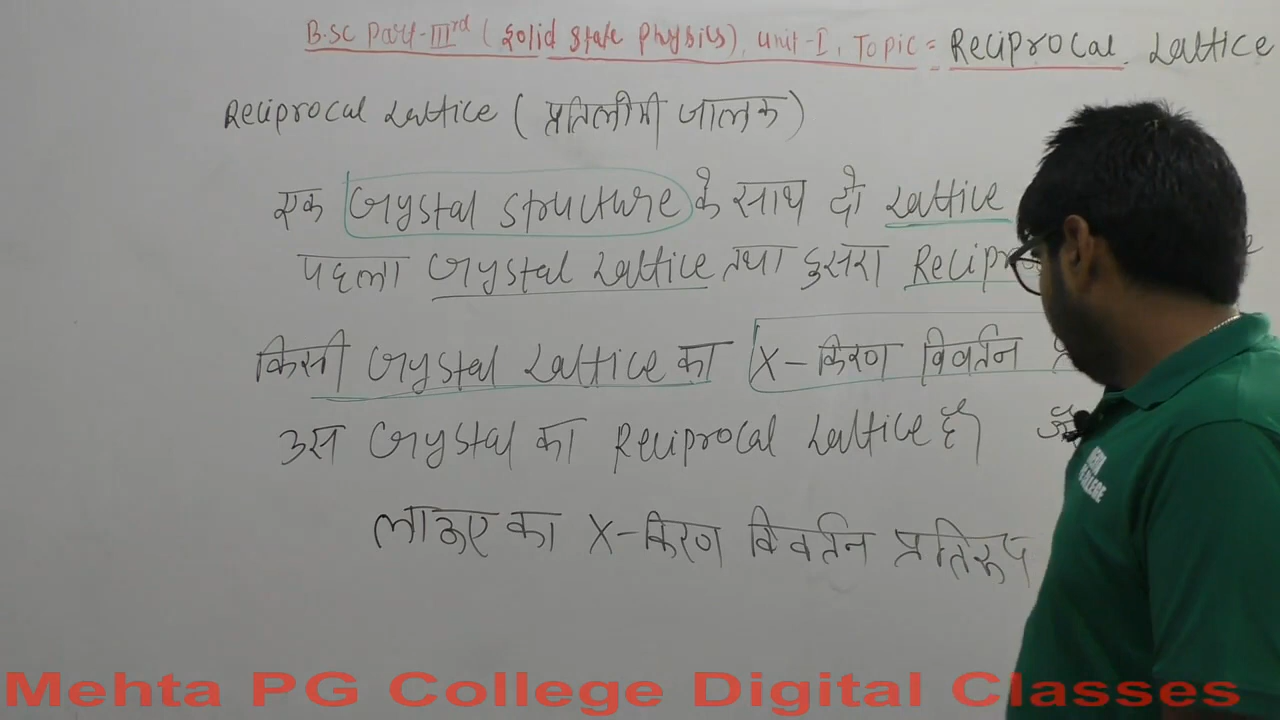 B.SC Part-IIIrd (Solid State Physics), Unit-I, Topic = Reciprocal Lattice
Reciprocal Lattice (प्रतिलोमी जालक)
एक Crystal structure के साथ दो Lattice
पहला Crystal Lattice तथा दुसरा Recipro
किसी Crystal Lattice का X-किरण विवर्तन
उस Crystal का Reciprocal Lattice है।
लाऊए का X-किरण विवर्तन प्रतिरूप
Mehta PG College Digital Classes